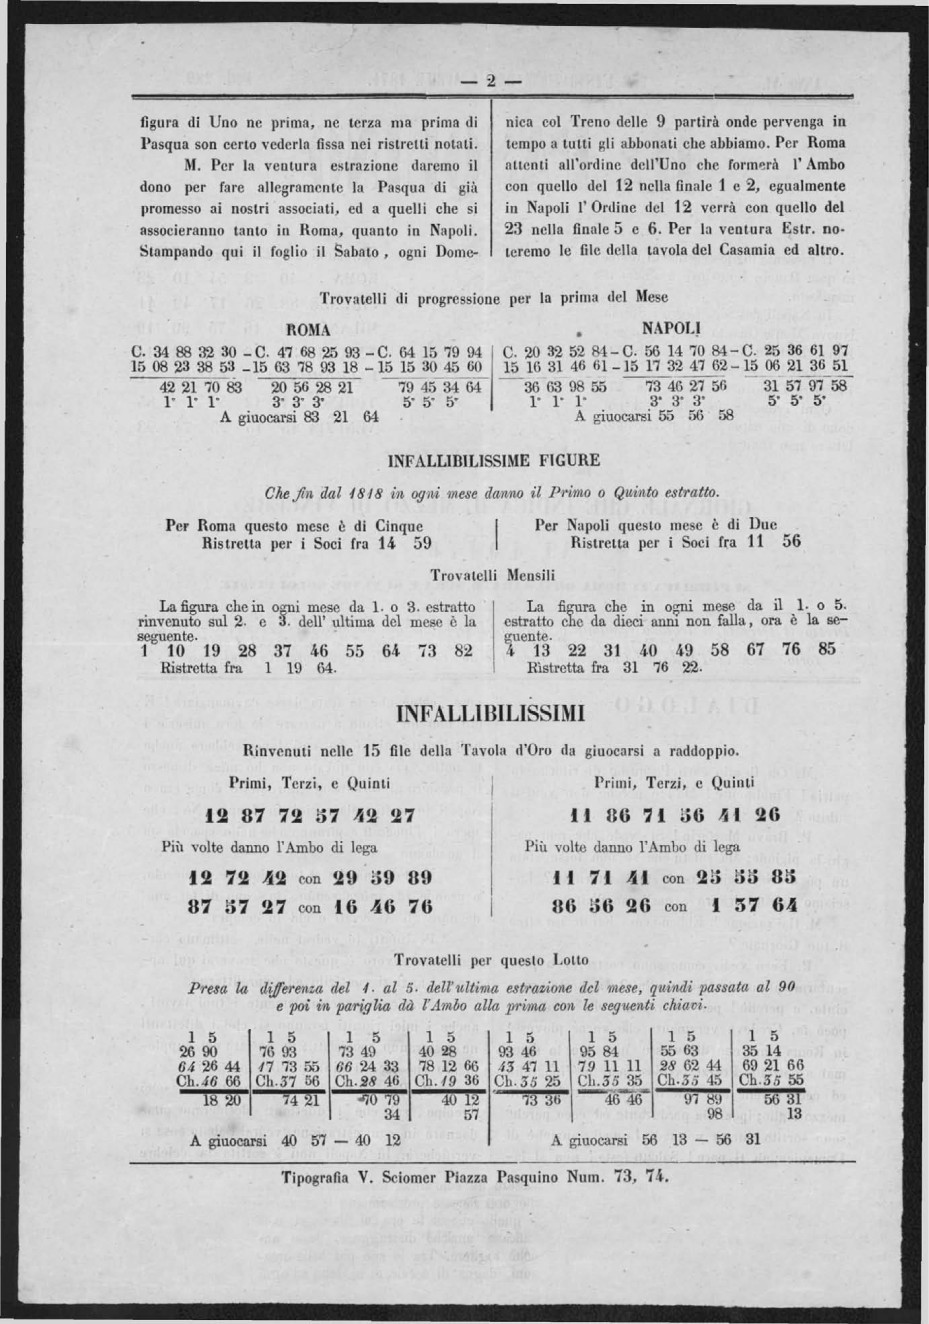 — 2 —
figura di Uno ne prima, ne terza ma prima di
Pasqua son certo vederla fissa nei ristretti notati.
M. Per la ventura estrazione daremo il
dono per fare allegramente la Pasqua di già
promesso ai nostri associati, ed a quelli che si
associeranno tanto in Roma, quanto in Napoli.
Stampando qui il foglio il Sabato, ogni Dome-
nica col Treno delle 9 partirà onde pervenga in
tempo a tutti gli abbonati che abbiamo. Per Roma
attenti all'ordine dell'Uno che formerà l'Ambo
con quello del 12 nella finale 1 e 2, egualmente
in Napoli l'Ordine del 12 verrà con quello del
23 nella finale 5 e 6. Per la ventura Estr. no-
teremo le file della tavola del Casamia ed altro.
Trovatelli di progressione per la prima del Mese
ROMA
C. 34 88 32 30 – C. 47 68 25 93 – C. 64 15 79 94
15 08 23 38 53 – 15 63 78 93 18 – 15 15 30 45 60
42 21 70 83 20 56 28 21 79 45 34 64
1· 1· 1· 3· 3· 3· 5· 5· 5·
A giuocarsi 83 21 64
NAPOLI
C. 20 32 52 84 – C. 56 14 70 84 – C. 25 36 61 97
15 16 31 46 61 – 15 17 32 47 62 – 15 06 21 36 51
36 63 98 55 73 46 27 56 31 57 97 58
1· 1· 1· 3· 3· 3· 5· 5· 5·
A giuocarsi 55 56 58
INFALLIBILISSIME FIGURE
Che fin dal 1818 in ogni mese danno il Primo o Quinto estratto.
Per Roma questo mese è di Cinque
Ristretta per i Soci fra 14 59
Per Napoli questo mese è di Due
Ristretta per i Soci fra 11 56
Trovatelli Mensili
La figura che in ogni mese da 1· o 3· estratto
rinvenuto sul 2· e 3· dell' ultima del mese è la
seguente.
1 10 19 28 37 46 55 64 73 82
Ristretta fra 1 19 64.
La figura che in ogni mese da il 1· o 5·
estratto che da dieci anni non falla, ora è la se-
guente.
4 13 22 31 40 49 58 67 76 85
Ristretta fra 31 76 22.
INFALLIBILISSIMI
Rinvenuti nelle 15 file della Tavola d'Oro da giuocarsi a raddoppio.
Primi, Terzi, e Quinti
12 87 72 57 42 27
Più volte danno l'Ambo di lega
12 72 42 con 29 59 89
87 57 27 con 16 46 76
Primi, Terzi, e Quinti
11 86 71 56 41 26
Più volte danno l'Ambo di lega
11 71 41 con 25 55 85
86 56 26 con 1 37 64
Trovatelli per questo Lotto
Presa la differenza del 1· al 5· dell'ultima estrazione del mese, quindi passata al 90
e poi in pariglia dà l'Ambo alla prima con le seguenti chiavi.
1 5 1 5 1 5 1 5 1 5 1 5 1 5 1 5
26 90 76 93 73 49 40 28 93 46 95 84 55 63 35 14
64 26 44 17 73 55 66 24 33 78 12 66 43 47 11 79 11 11 28 62 44 69 21 66
Ch. 46 66 Ch. 37 56 Ch. 28 46 Ch. 19 36 Ch. 35 25 Ch. 35 35 Ch. 35 45 Ch. 35 55
18 20 74 21 70 79 40 12 73 36 46 46 97 89 56 31
34 57 98 13
A giuocarsi 40 57 — 40 12
A giuocarsi 56 13 — 56 31
Tipografia V. Sciomer Piazza Pasquino Num. 73, 74.